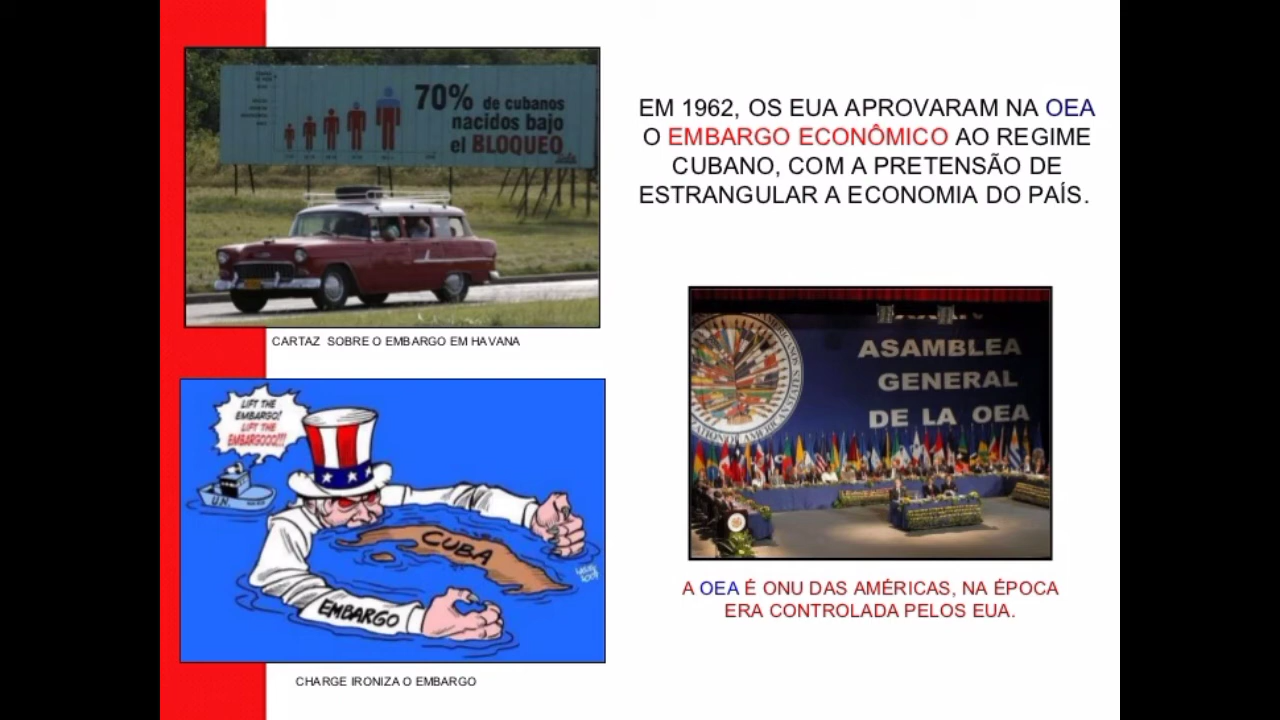 70% de cubanos
nacidos bajo
el BLOQUEO
CARTAZ SOBRE O EMBARGO EM HAVANA
LIFT THE
EMBARGO!
LIFT THE
EMBARGOOO!!!
U.N
CUBA
EMBARGO
CHARGE IRONIZA O EMBARGO
EM 1962, OS EUA APROVARAM NA OEA
O EMBARGO ECONÔMICO AO REGIME
CUBANO, COM A PRETENSÃO DE
ESTRANGULAR A ECONOMIA DO PAÍS.
ASAMBLEA
GENERAL
DE LA OEA
A OEA É ONU DAS AMÉRICAS, NA ÉPOCA
ERA CONTROLADA PELOS EUA.